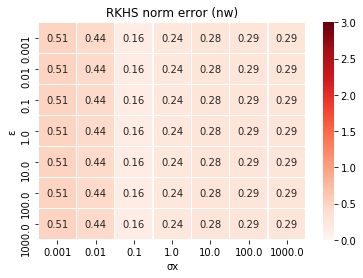 RKHS norm error (nw)
ε
0.001 0.51 0.44 0.16 0.24 0.28 0.29 0.29
0.01 0.51 0.44 0.16 0.24 0.28 0.29 0.29
0.1 0.51 0.44 0.16 0.24 0.28 0.29 0.29
1.0 0.51 0.44 0.16 0.24 0.28 0.29 0.29
10.0 0.51 0.44 0.16 0.24 0.28 0.29 0.29
100.0 0.51 0.44 0.16 0.24 0.28 0.29 0.29
1000.0 0.51 0.44 0.16 0.24 0.28 0.29 0.29
0.001 0.01 0.1 1.0 10.0 100.0 1000.0
σx
3.0
2.5
2.0
1.5
1.0
0.5
0.0